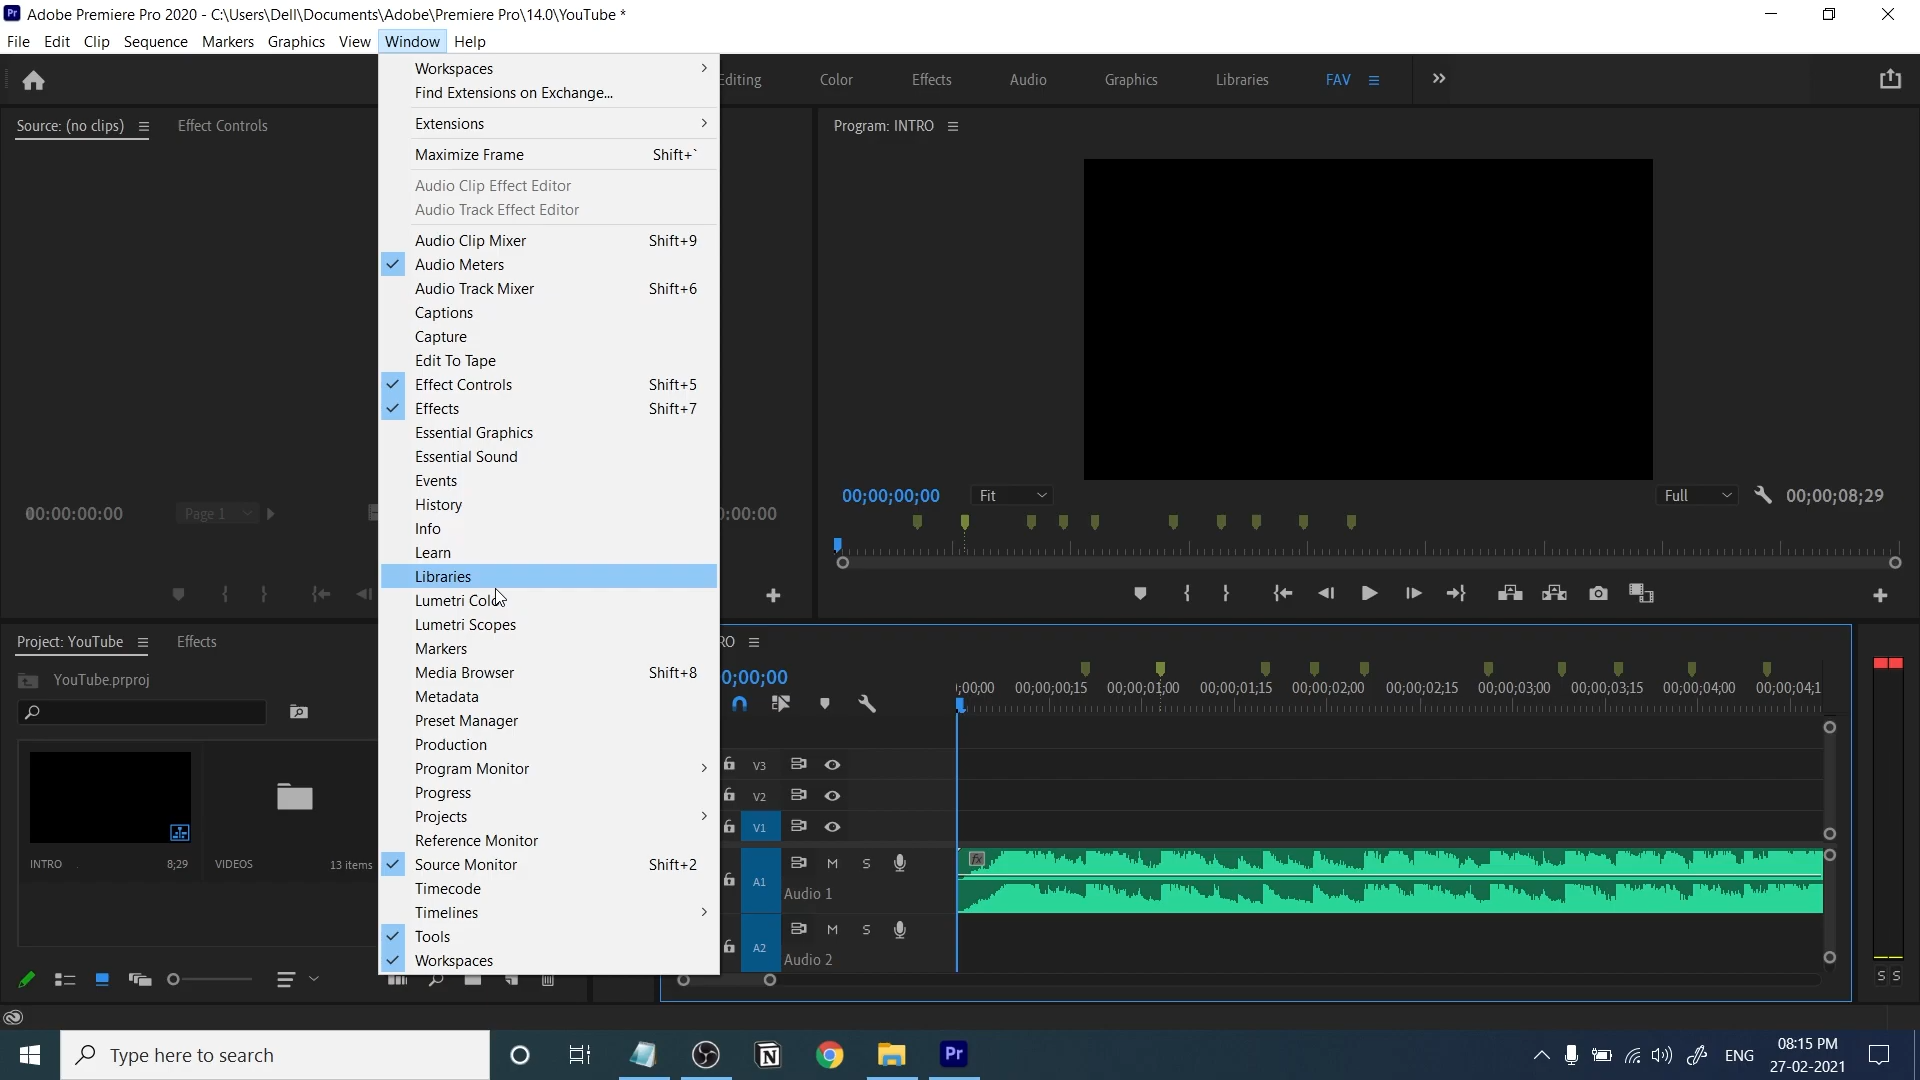 Adobe Premiere Pro 2020 - C:\Users\Dell\Documents\Adobe\Premiere Pro\14.0\YouTube *
File Edit Clip Sequence Markers Graphics View Window Help
Editing Color Effects Audio Graphics Libraries FAV
Source: (no clips) Effect Controls
Program: INTRO
Workspaces
Find Extensions on Exchange...
Extensions
Maximize Frame Shift+`
Audio Clip Effect Editor
Audio Track Effect Editor
Audio Clip Mixer Shift+9
Audio Meters
Audio Track Mixer Shift+6
Captions
Capture
Edit To Tape
Effect Controls Shift+5
Effects Shift+7
Essential Graphics
Essential Sound
Events
History
Info
Learn
Libraries
Lumetri Color
Lumetri Scopes
Markers
Media Browser Shift+8
Metadata
Preset Manager
Production
Program Monitor
Progress
Projects
Reference Monitor
Source Monitor Shift+2
Timecode
Timelines
Tools
Workspaces
00:00:00:00 Page 1 0:00:00
00;00;00;00 Fit Full 00;00;08;29
Project: YouTube Effects
YouTube.prproj
INTRO 8;29 VIDEOS 13 items
RO
0;00;00
;00;00 00;00;00;15 00;00;01;00 00;00;01;15 00;00;02;00 00;00;02;15 00;00;03;00 00;00;03;15 00;00;04;00 00;00;04;1
V3
V2
V1
fx
A1 M S
Audio 1
A2 M S
Audio 2
S S
Type here to search
Pr
ENG
08:15 PM
27-02-2021